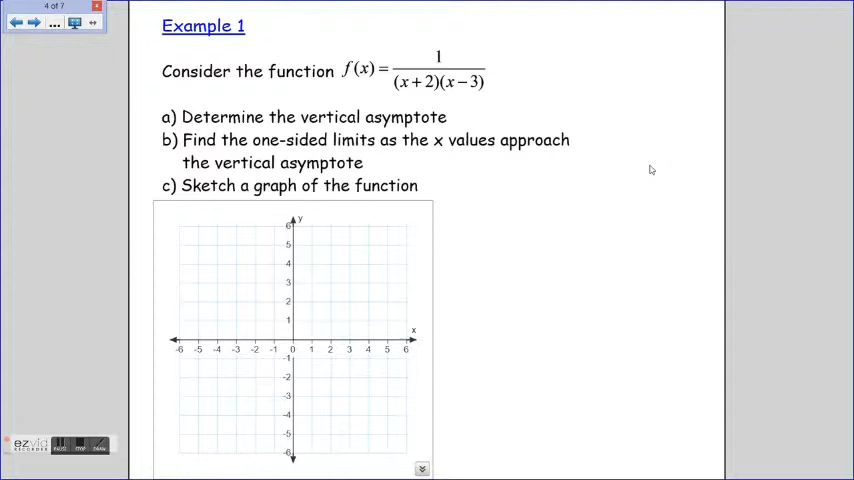 4 of 7
Example 1
Consider the function f(x) = 1 / (x + 2)(x − 3)
a) Determine the vertical asymptote
b) Find the one-sided limits as the x values approach
the vertical asymptote
c) Sketch a graph of the function
y
6
5
4
3
2
1
x
-6 -5 -4 -3 -2 -1 0 1 2 3 4 5 6
-1
-2
-3
-4
-5
-6
ezvid
RECORDER
STOP DRAW